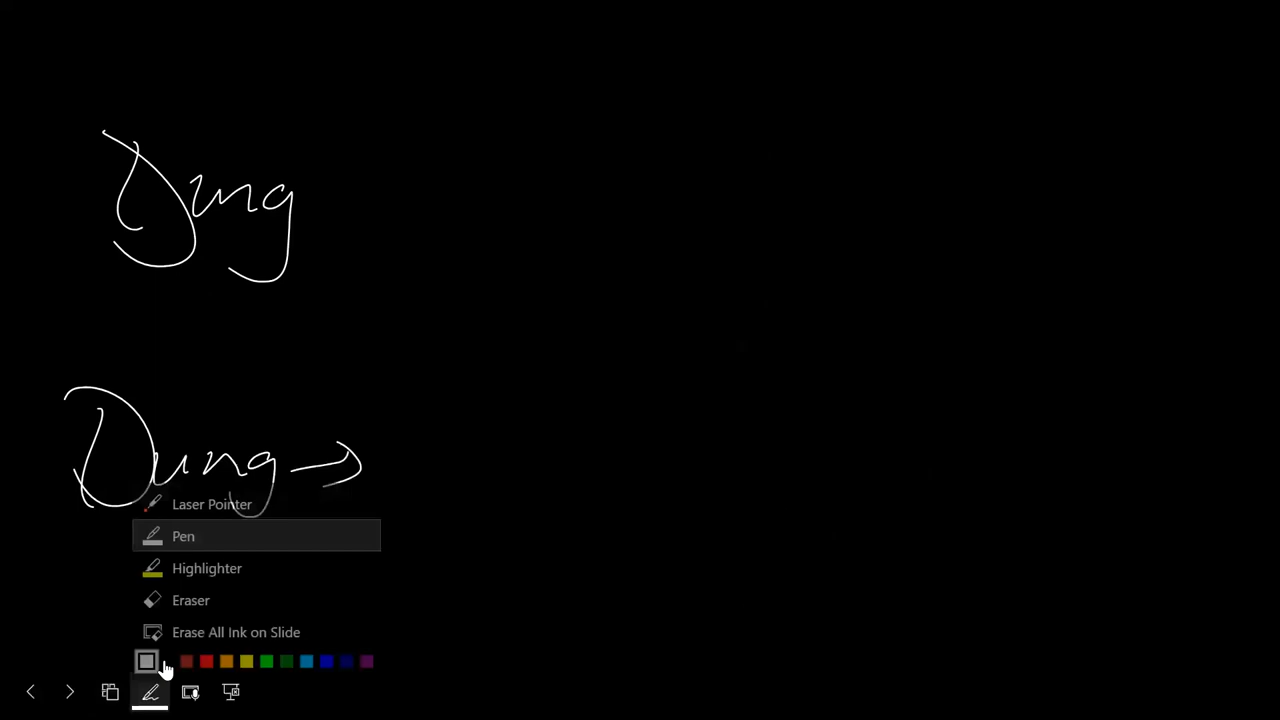 Dung
Dung →
Laser Pointer
Pen
Highlighter
Eraser
Erase All Ink on Slide